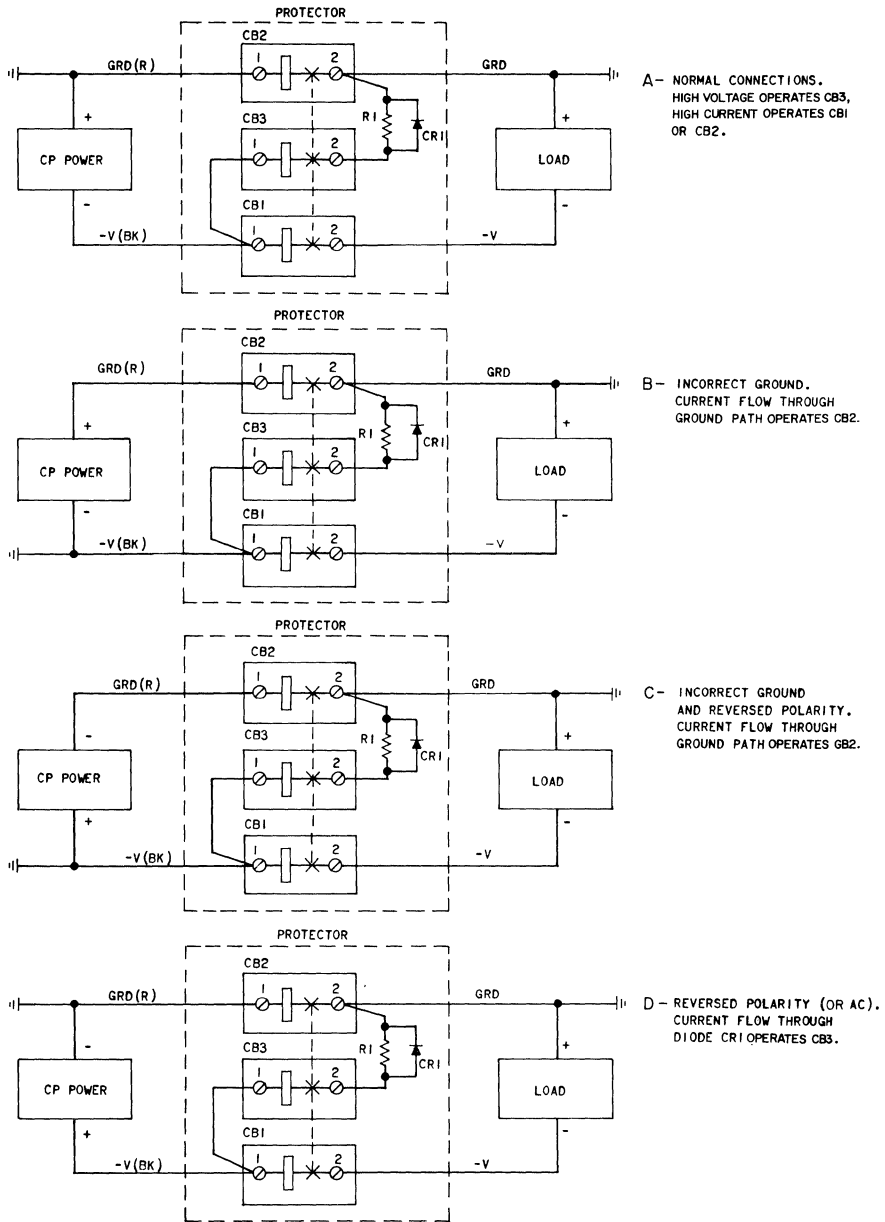 PROTECTOR
CB2
GRD(R) 1 2 GRD
A- NORMAL CONNECTIONS.
HIGH VOLTAGE OPERATES CB3,
HIGH CURRENT OPERATES CB1
OR CB2.
+ CB3 R1 CR1 +
CP POWER 1 2 LOAD
- CB1 -
-V(BK) 1 2 -V
PROTECTOR
CB2
GRD(R) 1 2 GRD
B- INCORRECT GROUND.
CURRENT FLOW THROUGH
GROUND PATH OPERATES CB2.
+ CB3 R1 CR1 +
CP POWER 1 2 LOAD
- CB1 -
-V(BK) 1 2 -V
PROTECTOR
CB2
GRD(R) 1 2 GRD
C- INCORRECT GROUND
AND REVERSED POLARITY.
CURRENT FLOW THROUGH
GROUND PATH OPERATES GB2.
- CB3 R1 CR1 +
CP POWER 1 2 LOAD
+ CB1 -
-V(BK) 1 2 -V
PROTECTOR
CB2
GRD(R) 1 2 GRD
D- REVERSED POLARITY (OR AC).
CURRENT FLOW THROUGH
DIODE CR1 OPERATES CB3.
- CB3 R1 CR1 +
CP POWER 1 2 LOAD
+ CB1 -
-V(BK) 1 2 -V